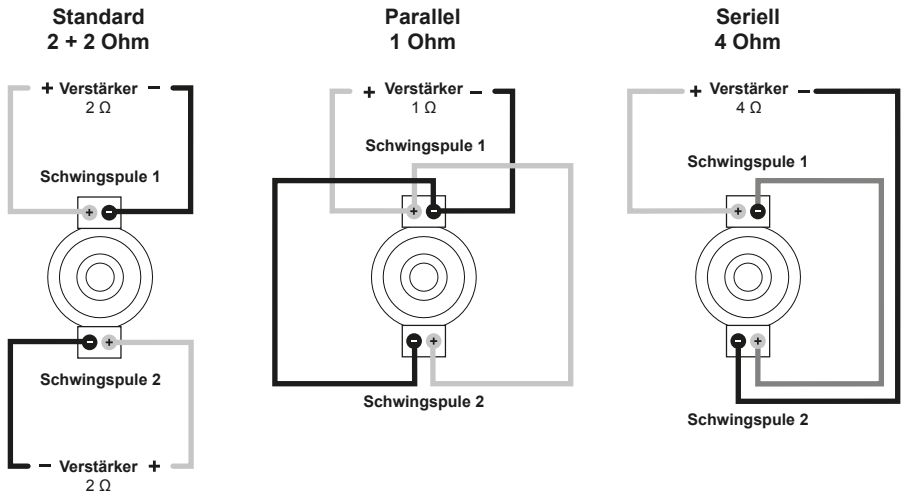 Standard
2 + 2 Ohm
+ Verstärker –
2 Ω
Schwingspule 1
+ -
- +
Schwingspule 2
– Verstärker +
2 Ω
Parallel
1 Ohm
+ Verstärker –
1 Ω
Schwingspule 1
+ -
- +
Schwingspule 2
Seriell
4 Ohm
+ Verstärker –
4 Ω
Schwingspule 1
+ -
- +
Schwingspule 2